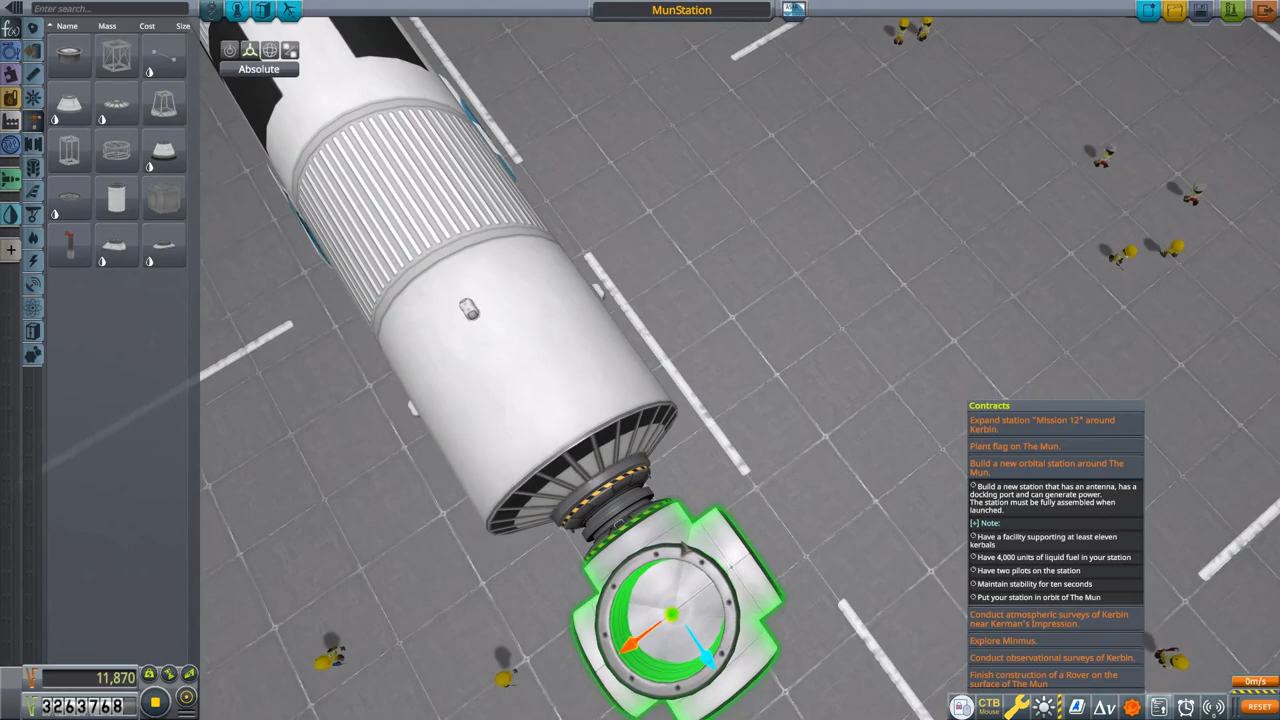 Enter search...
MunStation
Name Mass Cost Size
Absolute
Contracts
Expand station "Mission 12" around
Kerbin.
Plant flag on The Mun.
Build a new orbital station around The
Mun.
Build a new station that has an antenna, has a
docking port and can generate power.
The station must be fully assembled when
launched.
[+] Note:
Have a facility supporting at least eleven
kerbals
Have 4,000 units of liquid fuel in your station
Have two pilots on the station
Maintain stability for ten seconds
Put your station in orbit of The Mun
Conduct atmospheric surveys of Kerbin
near Kerman's Impression.
Explore Minmus.
Conduct observational surveys of Kerbin.
Finish construction of a Rover on the
surface of The Mun
11,870
3263768
0m/s
CTB
Mouse
Δv
RESET